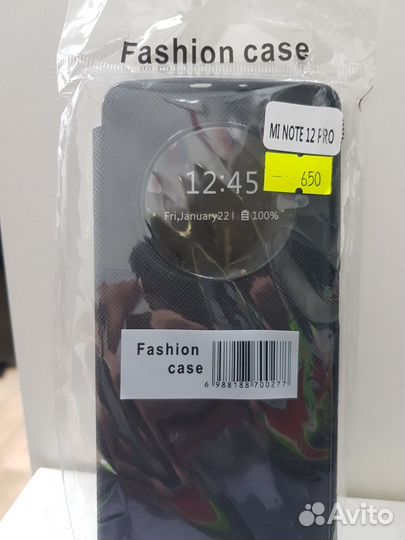 Fashion case
MI NOTE 12 PRO
- 650
12:45
Fri,January22 | 100%
Fashion
case
6 988188 700277
Avito